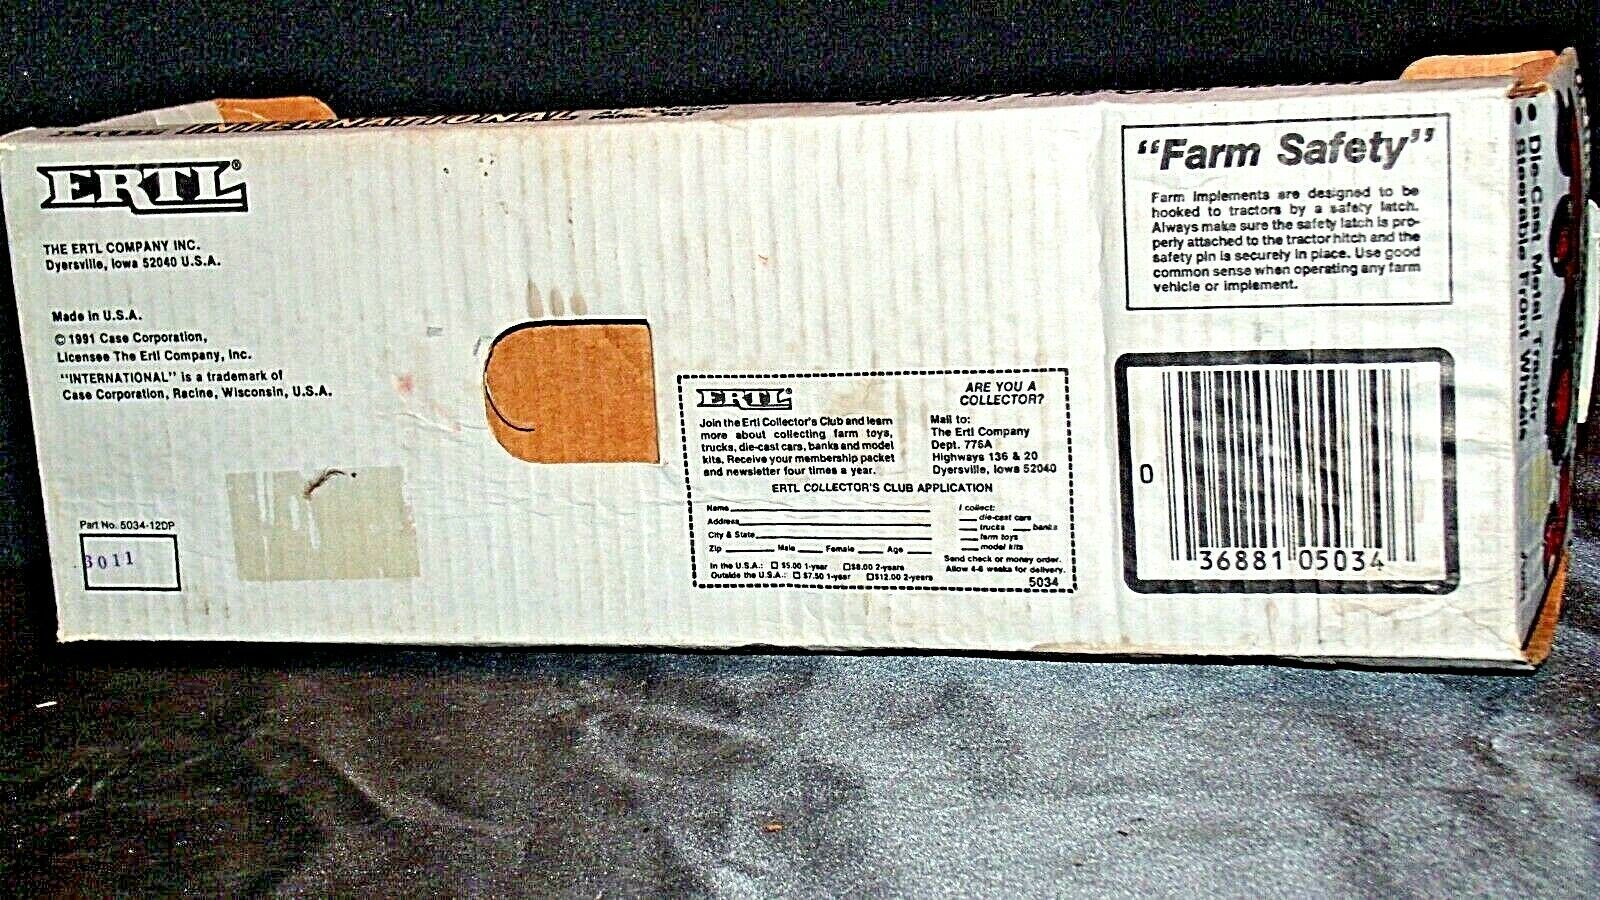 INTERNATIONAL
ERTL®
THE ERTL COMPANY INC.
Dyersville, Iowa 52040 U.S.A.
Made in U.S.A.
© 1991 Case Corporation,
Licensee The Ertl Company, Inc.
"INTERNATIONAL" is a trademark of
Case Corporation, Racine, Wisconsin, U.S.A.
Part No. 5034-12DP
3011
ERTL®
ARE YOU A
COLLECTOR?
Join the Ertl Collector's Club and learn
more about collecting farm toys,
trucks, die-cast cars, banks and model
kits. Receive your membership packet
and newsletter four times a year.
Mail to:
The Ertl Company
Dept. 776A
Highways 136 & 20
Dyersville, Iowa 52040
ERTL COLLECTOR'S CLUB APPLICATION
Name
Address
City & State
Zip Male Female Age
I collect:
die-cast cars
trucks banks
farm toys
model kits
In the U.S.A.: □ $5.00 1-year □ $8.00 2-years
Outside the U.S.A.: □ $7.50 1-year □ $12.00 2-years
Send check or money order.
Allow 4-6 weeks for delivery.
5034
"Farm Safety"
Farm Implements are designed to be
hooked to tractors by a safety latch.
Always make sure the safety latch is pro-
perly attached to the tractor hitch and the
safety pin is securely in place. Use good
common sense when operating any farm
vehicle or implement.
0 36881 05034
• Die-Cast Metal Tractor
• Steerable Front Wheels